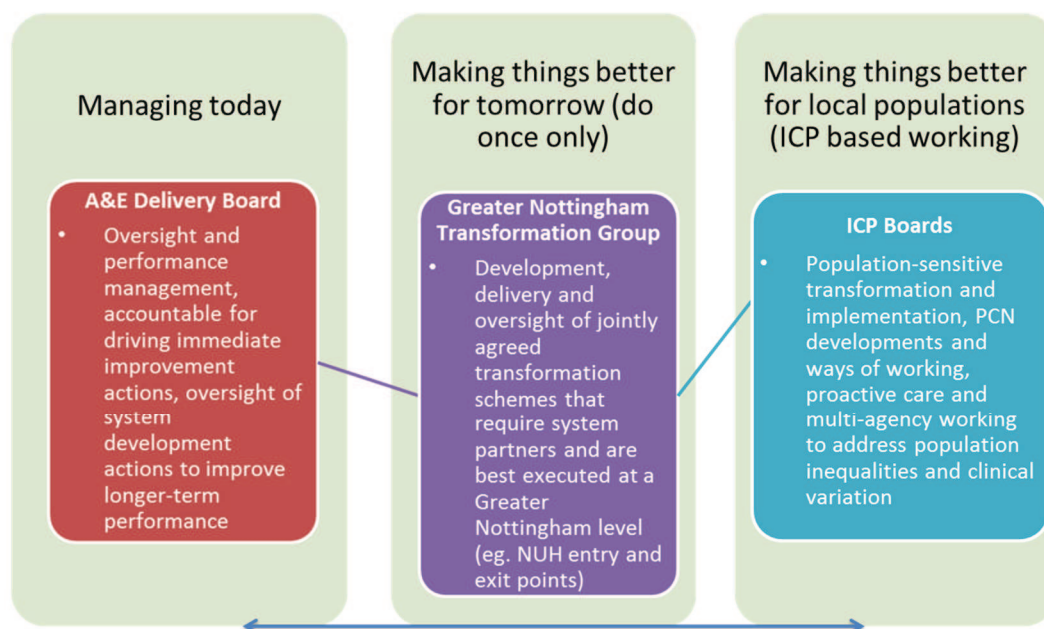 Managing today
A&E Delivery Board
• Oversight and
performance
management,
accountable for
driving immediate
improvement
actions, oversight of
system
development
actions to improve
longer-term
performance
Making things better
for tomorrow (do
once only)
Greater Nottingham
Transformation Group
• Development,
delivery and
oversight of jointly
agreed
transformation
schemes that
require system
partners and are
best executed at a
Greater
Nottingham level
(eg. NUH entry and
exit points)
Making things better
for local populations
(ICP based working)
ICP Boards
• Population-sensitive
transformation and
implementation, PCN
developments and
ways of working,
proactive care and
multi-agency working
to address population
inequalities and clinical
variation